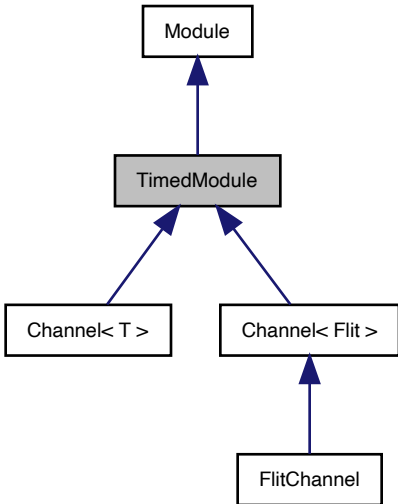 Module
TimedModule
Channel< T >
Channel< Flit >
FlitChannel